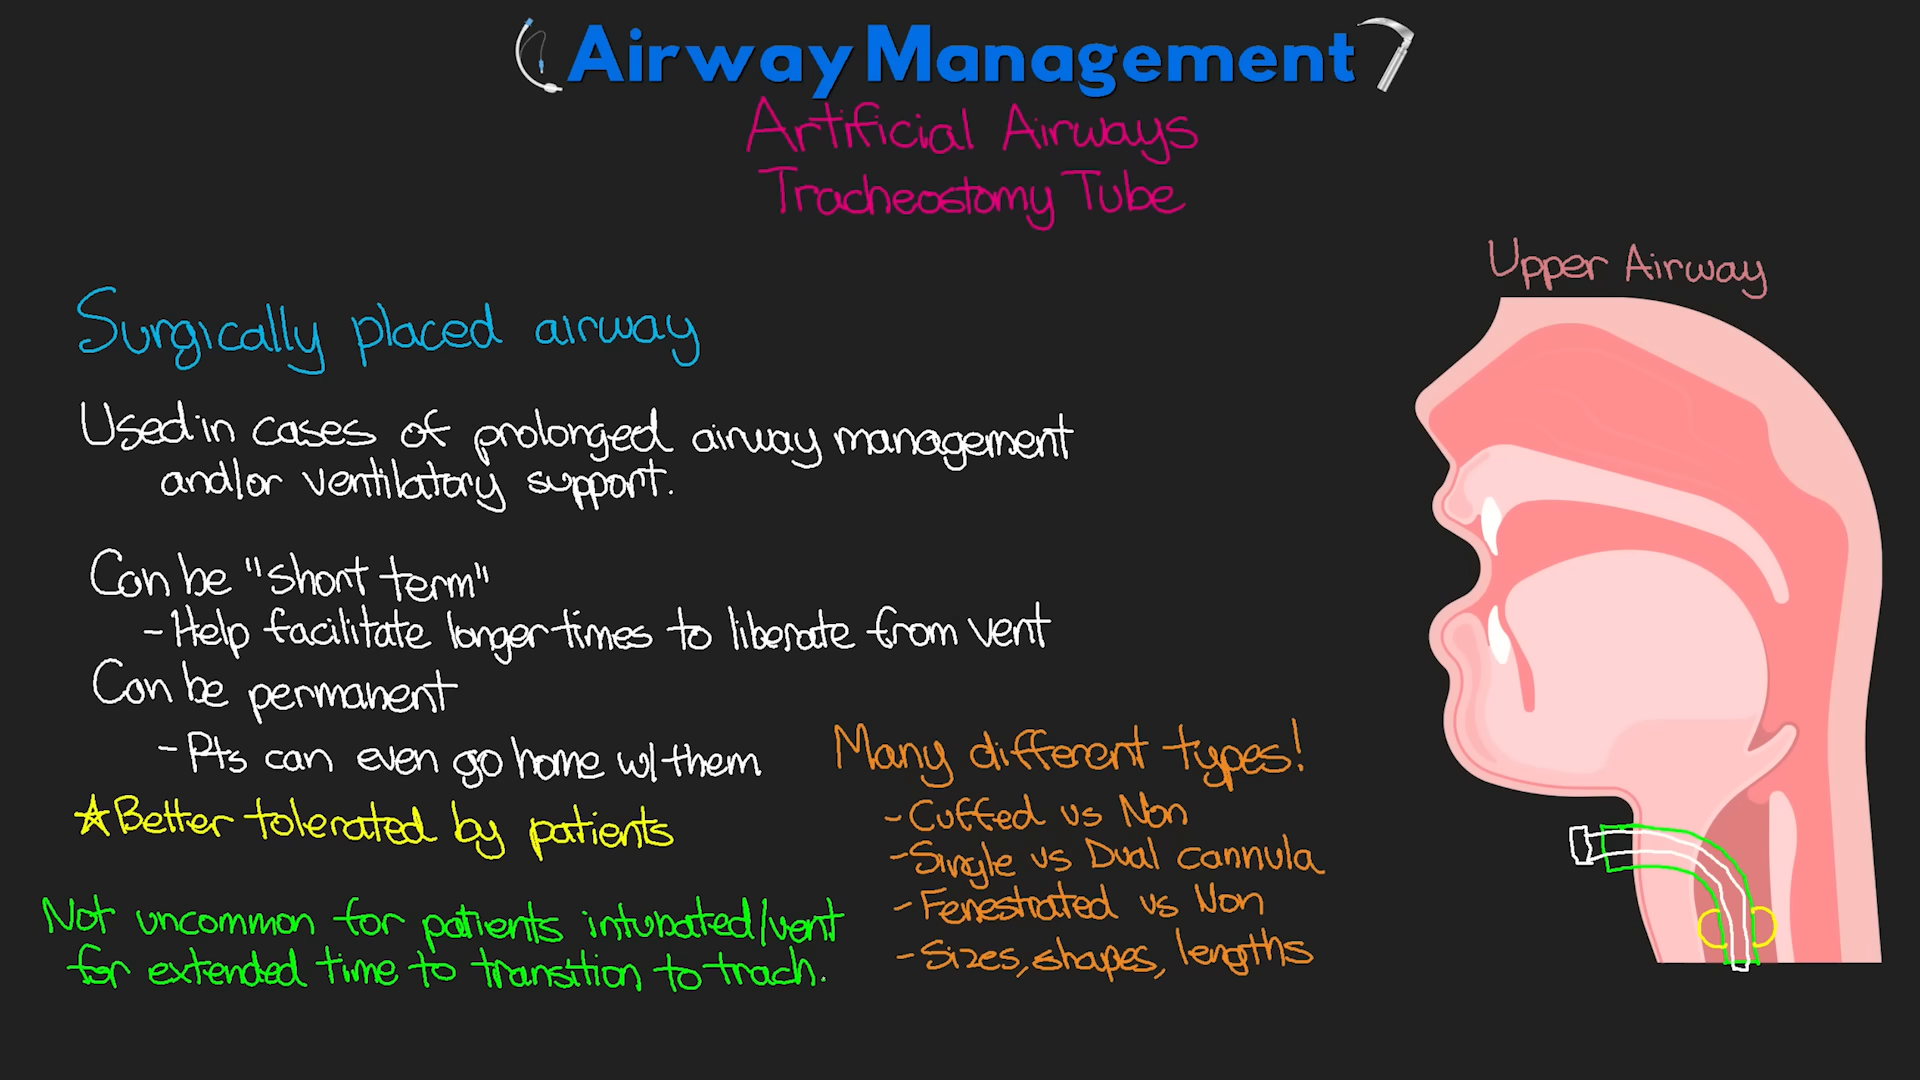 Airway Management
Artificial Airways
Tracheostomy Tube
Upper Airway
Surgically placed airway
Used in cases of prolonged airway management
and/or ventilatory support.
Can be "short term"
- Help facilitate longer times to liberate from vent
Can be permanent
- Pts can even go home w/ them
☆Better tolerated by patients
Not uncommon for patients intubated/vent
for extended time to transition to trach.
Many different types!
- Cuffed vs Non
- Single vs Dual cannula
- Fenestrated vs Non
- Sizes, shapes, lengths